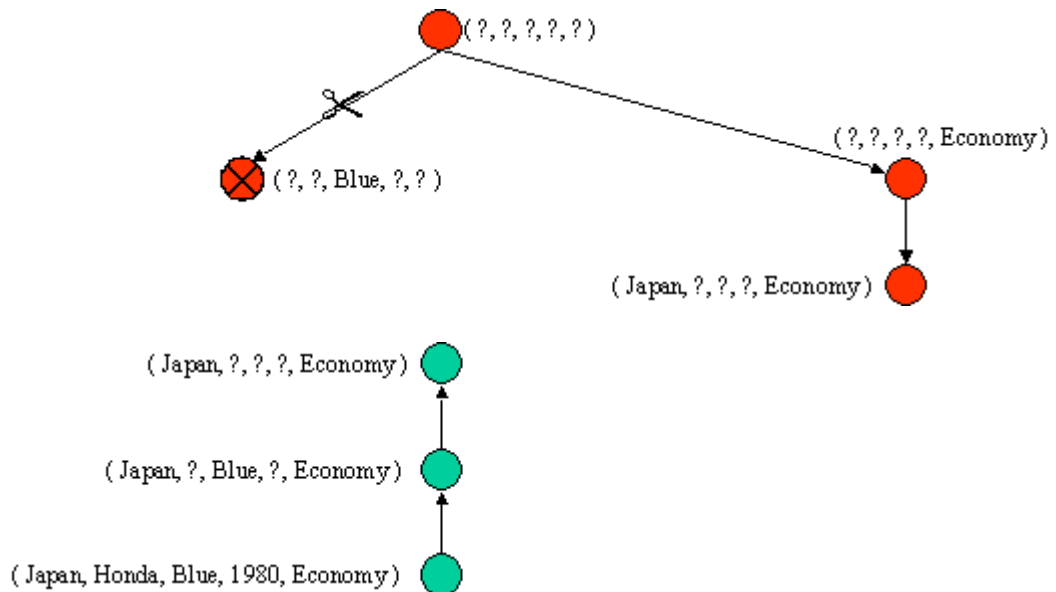 ( ?, ?, ?, ?, ? )
( ?, ?, ?, ?, Economy )
( ?, ?, Blue, ?, ? )
( Japan, ?, ?, ?, Economy )
( Japan, ?, ?, ?, Economy )
( Japan, ?, Blue, ?, Economy )
( Japan, Honda, Blue, 1980, Economy )